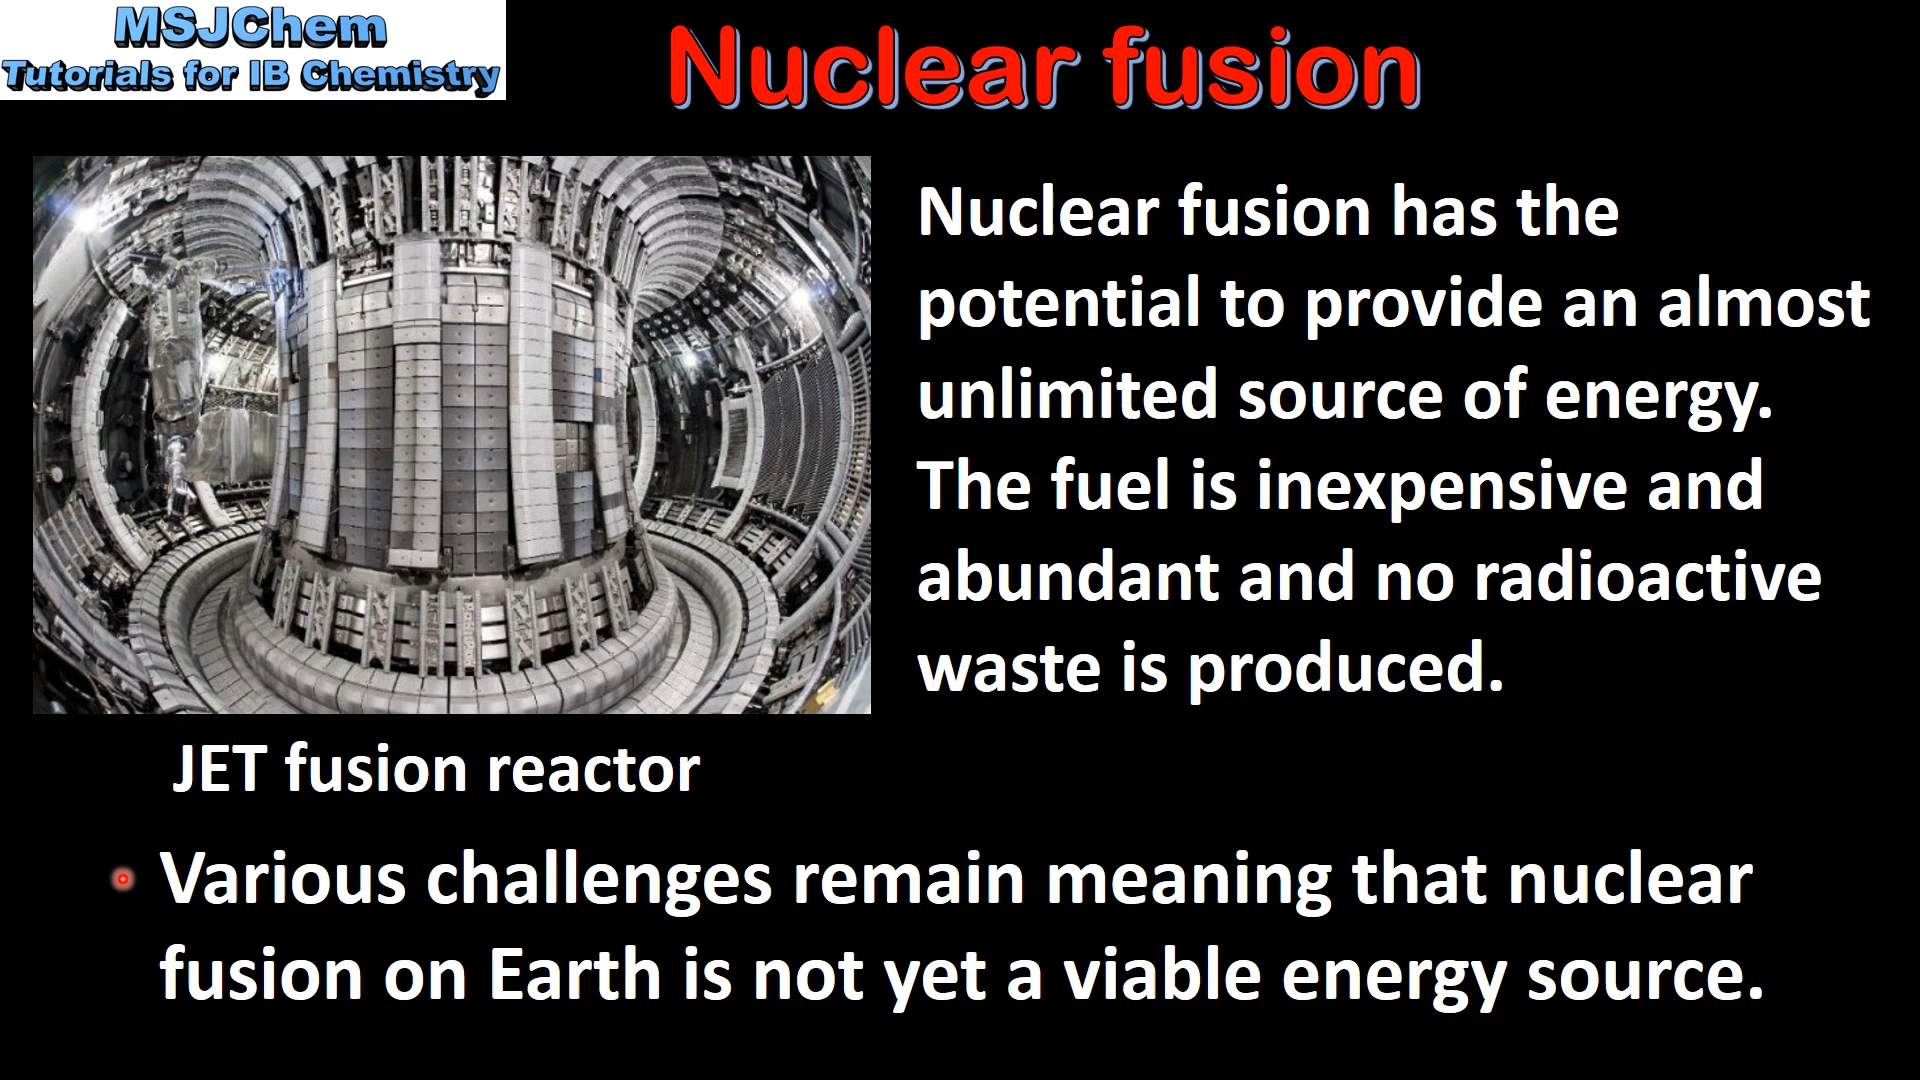 MSJChem
Tutorials for IB Chemistry
Nuclear fusion
Nuclear fusion has the
potential to provide an almost
unlimited source of energy.
The fuel is inexpensive and
abundant and no radioactive
waste is produced.
JET fusion reactor
• Various challenges remain meaning that nuclear
fusion on Earth is not yet a viable energy source.